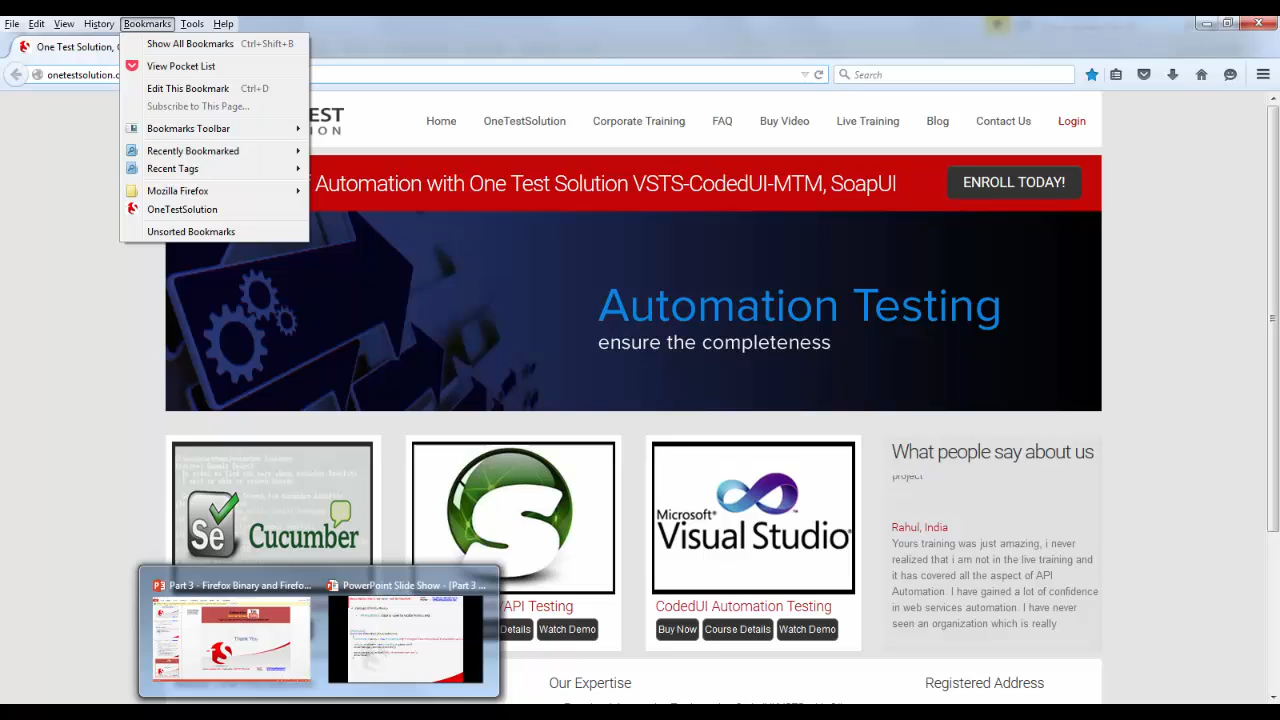 File Edit View History Bookmarks Tools Help
One Test Solution,
onetestsolution.c
Search
Show All Bookmarks Ctrl+Shift+B
View Pocket List
Edit This Bookmark Ctrl+D
Subscribe to This Page...
Bookmarks Toolbar
Recently Bookmarked
Recent Tags
Mozilla Firefox
OneTestSolution
Unsorted Bookmarks
Home OneTestSolution Corporate Training FAQ Buy Video Live Training Blog Contact Us Login
Automation with One Test Solution VSTS-CodedUI-MTM, SoapUI
ENROLL TODAY!
Automation Testing
ensure the completeness
Se Cucumber
S
Microsoft®
Visual Studio
What people say about us
project
Rahul, India
Yours training was just amazing, i never
realized that i am not in the live training and
it has covered all the aspect of API
Automation. I have gained a lot of confidence
in web services automation. I have never
seen an organization which is really
API Testing
Details Watch Demo
CodedUI Automation Testing
Buy Now Course Details Watch Demo
Part 3 - Firefox Binary and Firefo...
PowerPoint Slide Show - [Part 3 ...
Thank You
Our Expertise
Registered Address